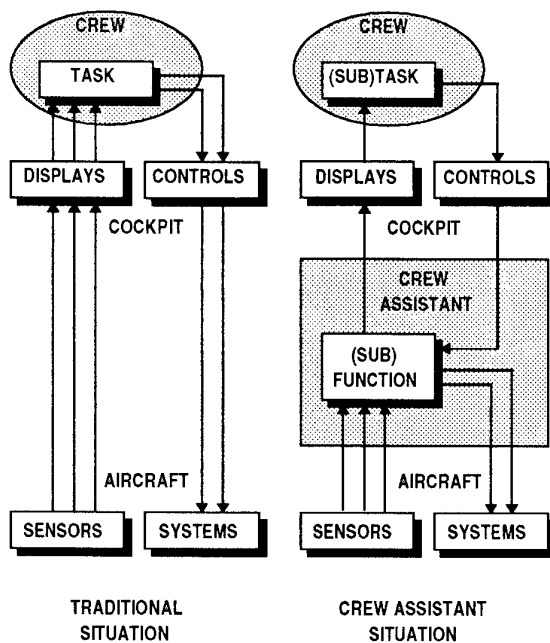 CREW
TASK
DISPLAYS
CONTROLS
COCKPIT
AIRCRAFT
SENSORS
SYSTEMS
TRADITIONAL
SITUATION
CREW
(SUB)TASK
DISPLAYS
CONTROLS
COCKPIT
CREW
ASSISTANT
(SUB)
FUNCTION
AIRCRAFT
SENSORS
SYSTEMS
CREW ASSISTANT
SITUATION